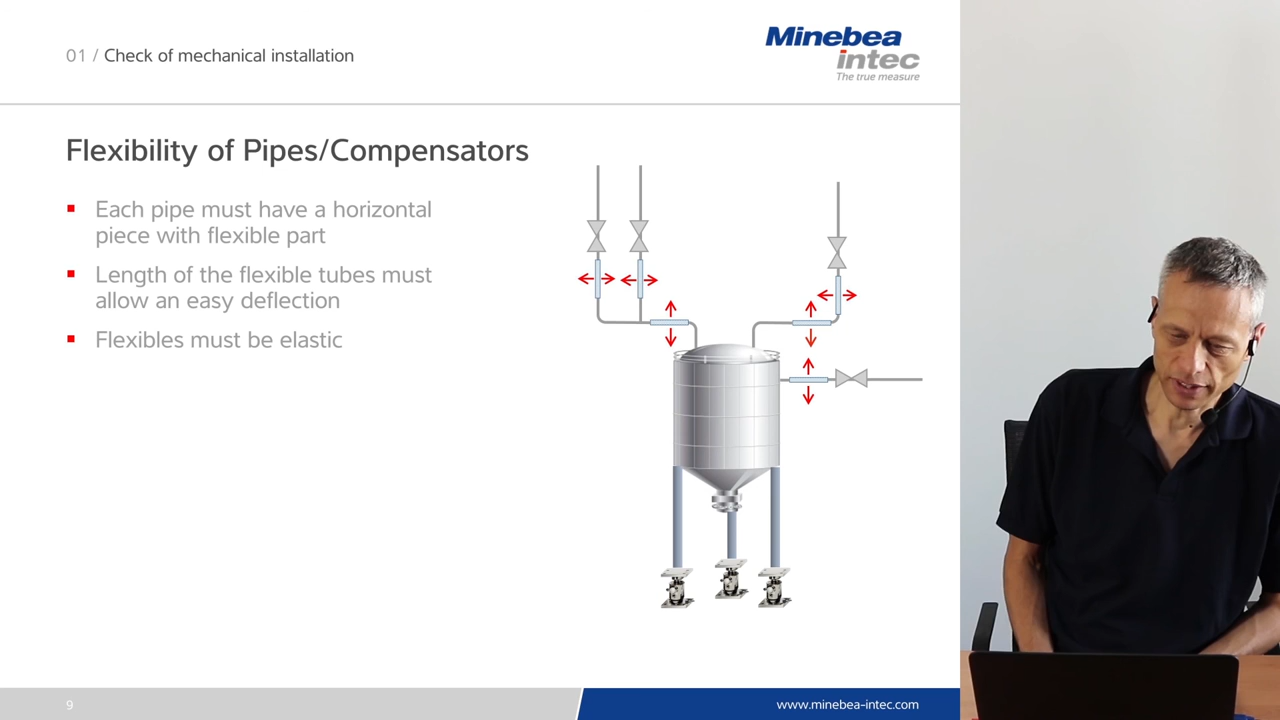 01 / Check of mechanical installation
Minebea
intec
The true measure
Flexibility of Pipes/Compensators
Each pipe must have a horizontal
piece with flexible part
Length of the flexible tubes must
allow an easy deflection
Flexibles must be elastic
9
www.minebea-intec.com